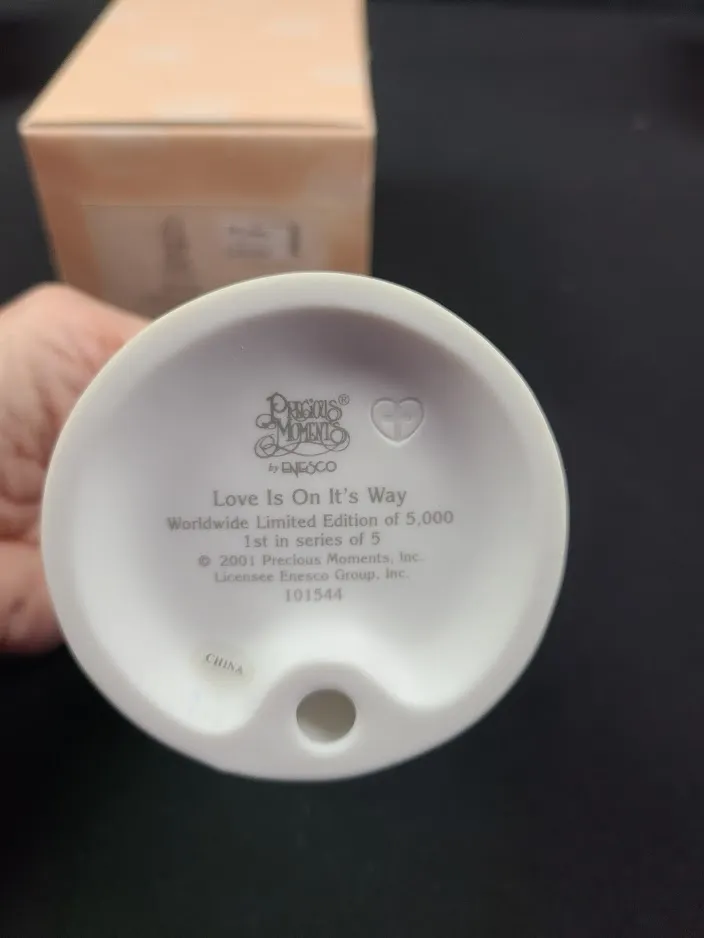 PRECIOUS ®
MOMENTS
by ENESCO
Love Is On It's Way
Worldwide Limited Edition of 5,000
1st in series of 5
© 2001 Precious Moments, Inc.
Licensee Enesco Group, Inc.
101544
CHINA